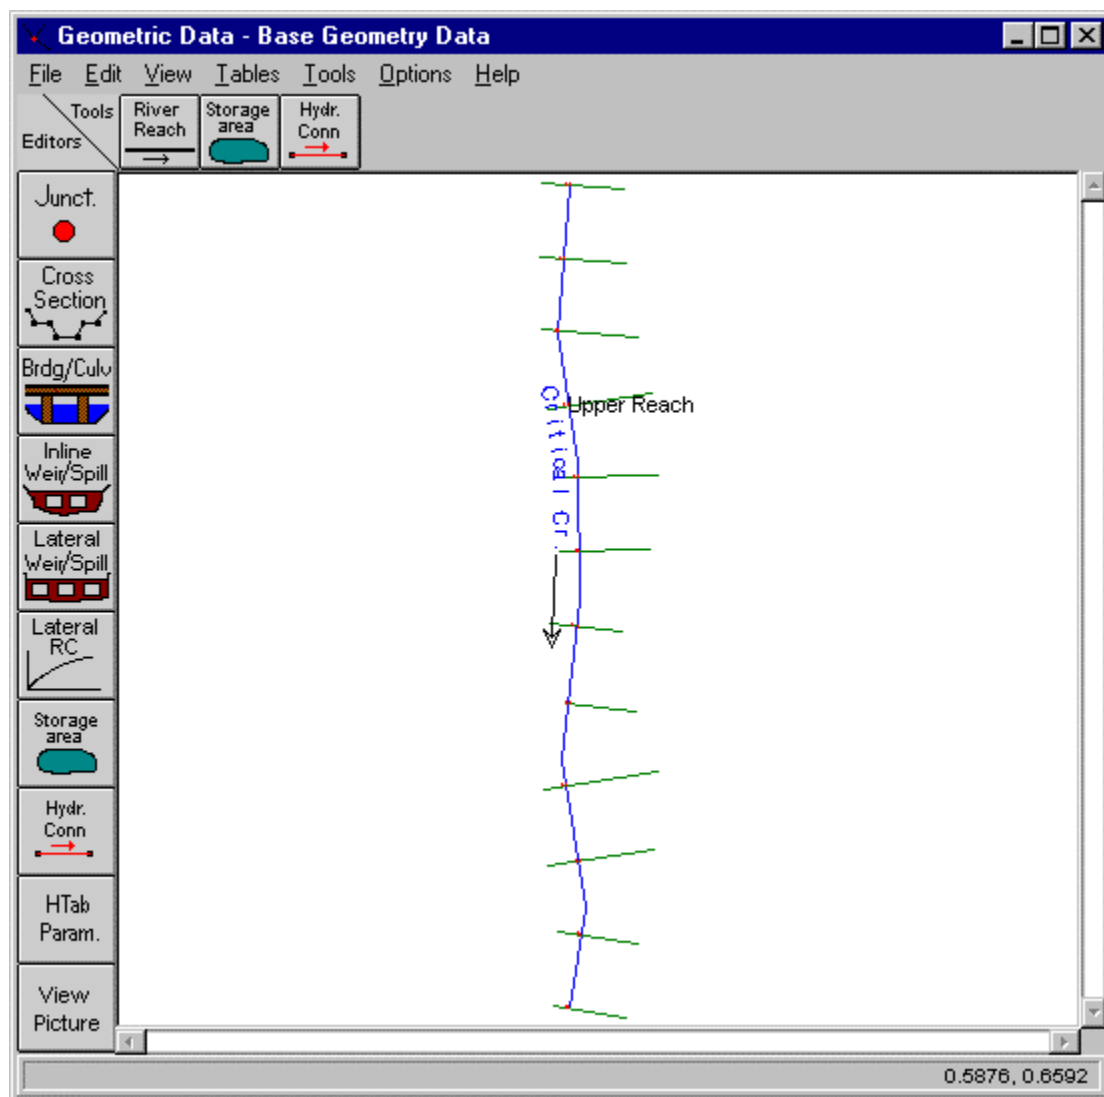 Geometric Data - Base Geometry Data
File Edit View Tables Tools Options Help
Tools
Editors
River
Reach
Storage
area
Hydr.
Conn
Junct.
Cross
Section
Brdg/Culv
Inline
Weir/Spill
Lateral
Weir/Spill
Lateral
RC
Storage
area
Hydr.
Conn
HTab
Param.
View
Picture
Upper Reach
Critical Cr.
0.5876, 0.6592